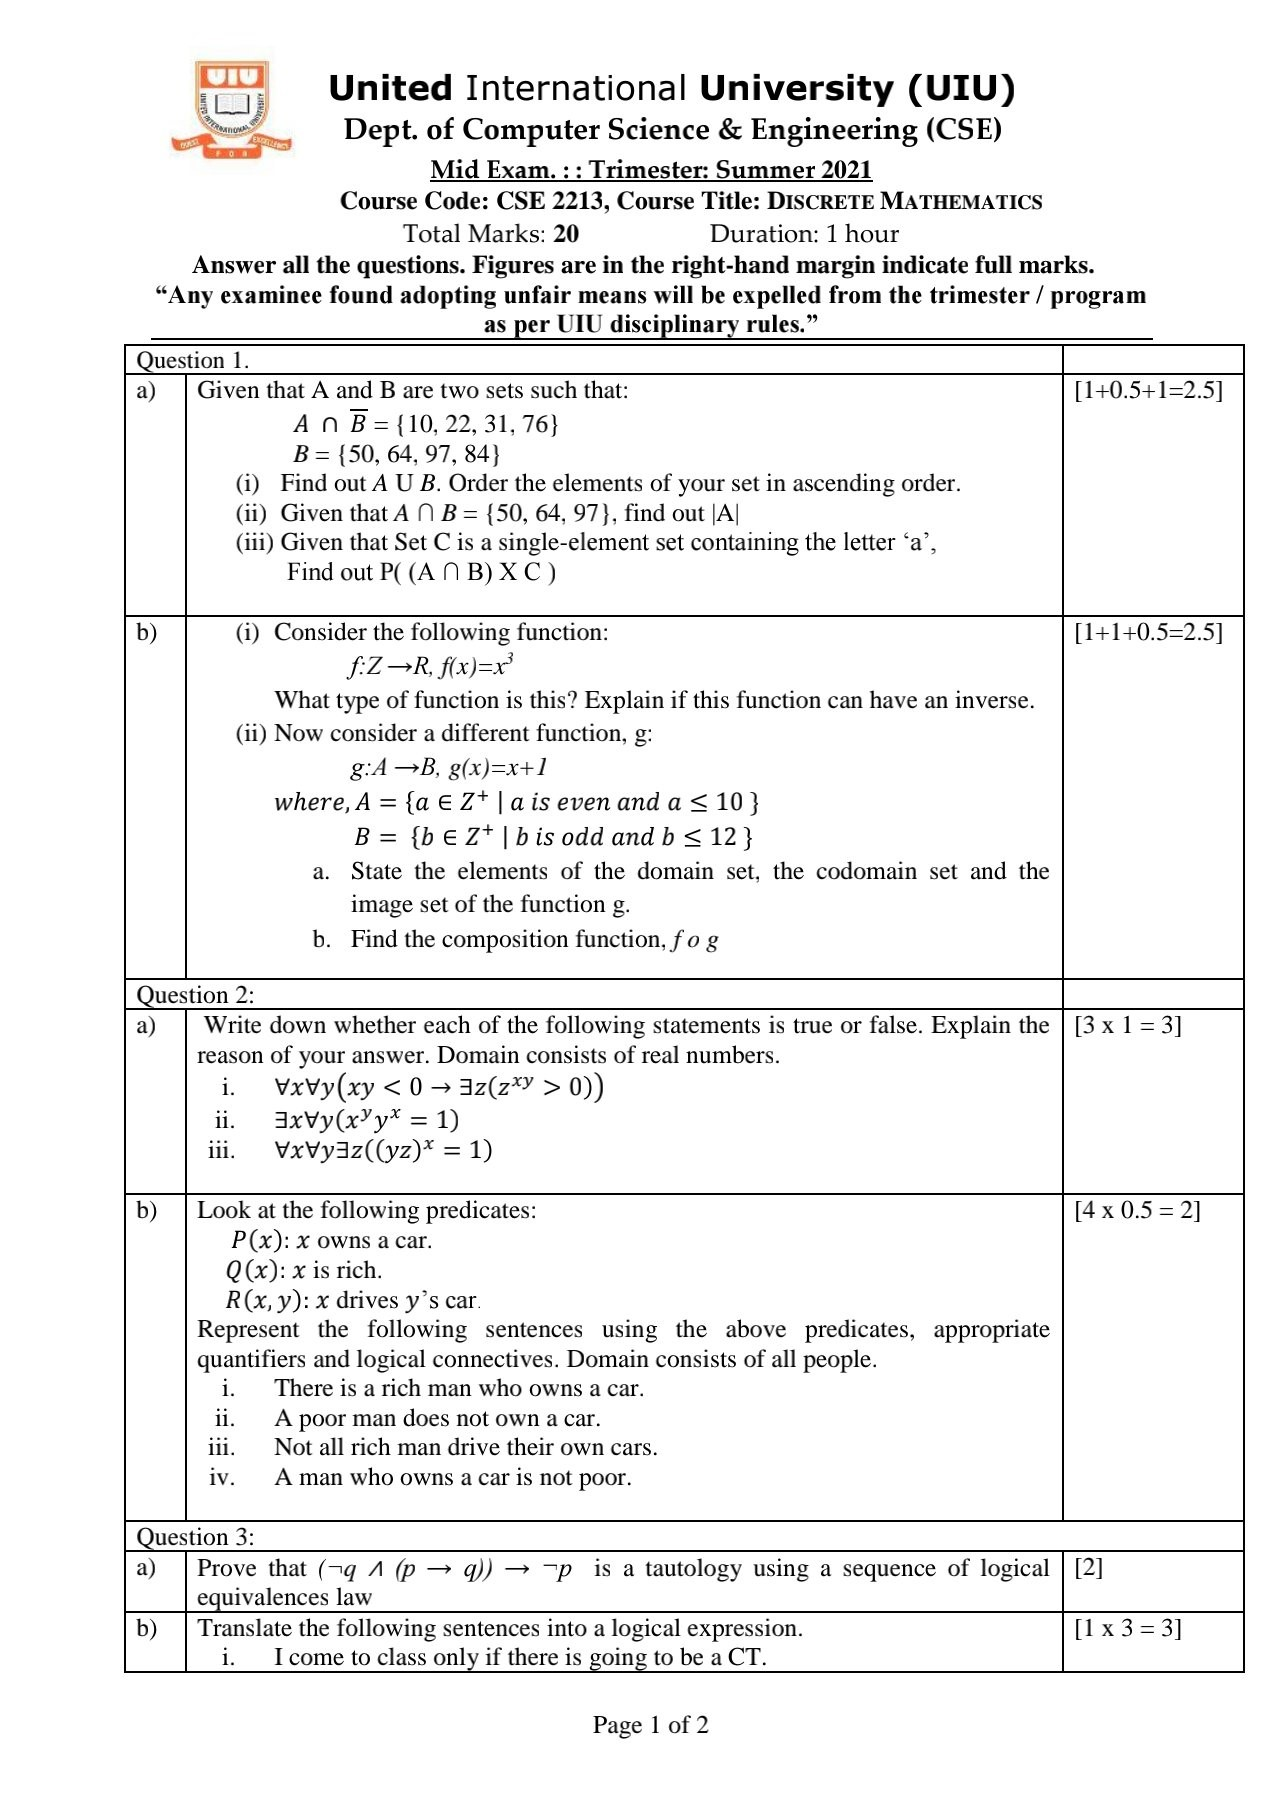 UIU
UNITED INTERNATIONAL UNIVERSITY
QUEST FOR EXCELLENCE
United International University (UIU)
Dept. of Computer Science & Engineering (CSE)
Mid Exam. : : Trimester: Summer 2021
Course Code: CSE 2213, Course Title: DISCRETE MATHEMATICS
Total Marks: 20 Duration: 1 hour
Answer all the questions. Figures are in the right-hand margin indicate full marks.
“Any examinee found adopting unfair means will be expelled from the trimester / program
as per UIU disciplinary rules.”
Question 1.
a) Given that A and B are two sets such that: [1+0.5+1=2.5]
A ∩ B̅ = {10, 22, 31, 76}
B = {50, 64, 97, 84}
(i) Find out A U B. Order the elements of your set in ascending order.
(ii) Given that A ∩ B = {50, 64, 97}, find out |A|
(iii) Given that Set C is a single-element set containing the letter ‘a’,
Find out P( (A ∩ B) X C )
b) (i) Consider the following function: [1+1+0.5=2.5]
f:Z→R, f(x)=x³
What type of function is this? Explain if this function can have an inverse.
(ii) Now consider a different function, g:
g:A→B, g(x)=x+1
where, A = {a ∈ Z⁺ | a is even and a ≤ 10 }
B = {b ∈ Z⁺ | b is odd and b ≤ 12 }
a. State the elements of the domain set, the codomain set and the
image set of the function g.
b. Find the composition function, f o g
Question 2:
a) Write down whether each of the following statements is true or false. Explain the [3 x 1 = 3]
reason of your answer. Domain consists of real numbers.
i. ∀x∀y(xy < 0 → ∃z(z^{xy} > 0))
ii. ∃x∀y(x^y y^x = 1)
iii. ∀x∀y∃z((yz)^x = 1)
b) Look at the following predicates: [4 x 0.5 = 2]
P(x): x owns a car.
Q(x): x is rich.
R(x, y): x drives y’s car.
Represent the following sentences using the above predicates, appropriate
quantifiers and logical connectives. Domain consists of all people.
i. There is a rich man who owns a car.
ii. A poor man does not own a car.
iii. Not all rich man drive their own cars.
iv. A man who owns a car is not poor.
Question 3:
a) Prove that (¬q ∧ (p → q)) → ¬p is a tautology using a sequence of logical [2]
equivalences law
b) Translate the following sentences into a logical expression. [1 x 3 = 3]
i. I come to class only if there is going to be a CT.
Page 1 of 2